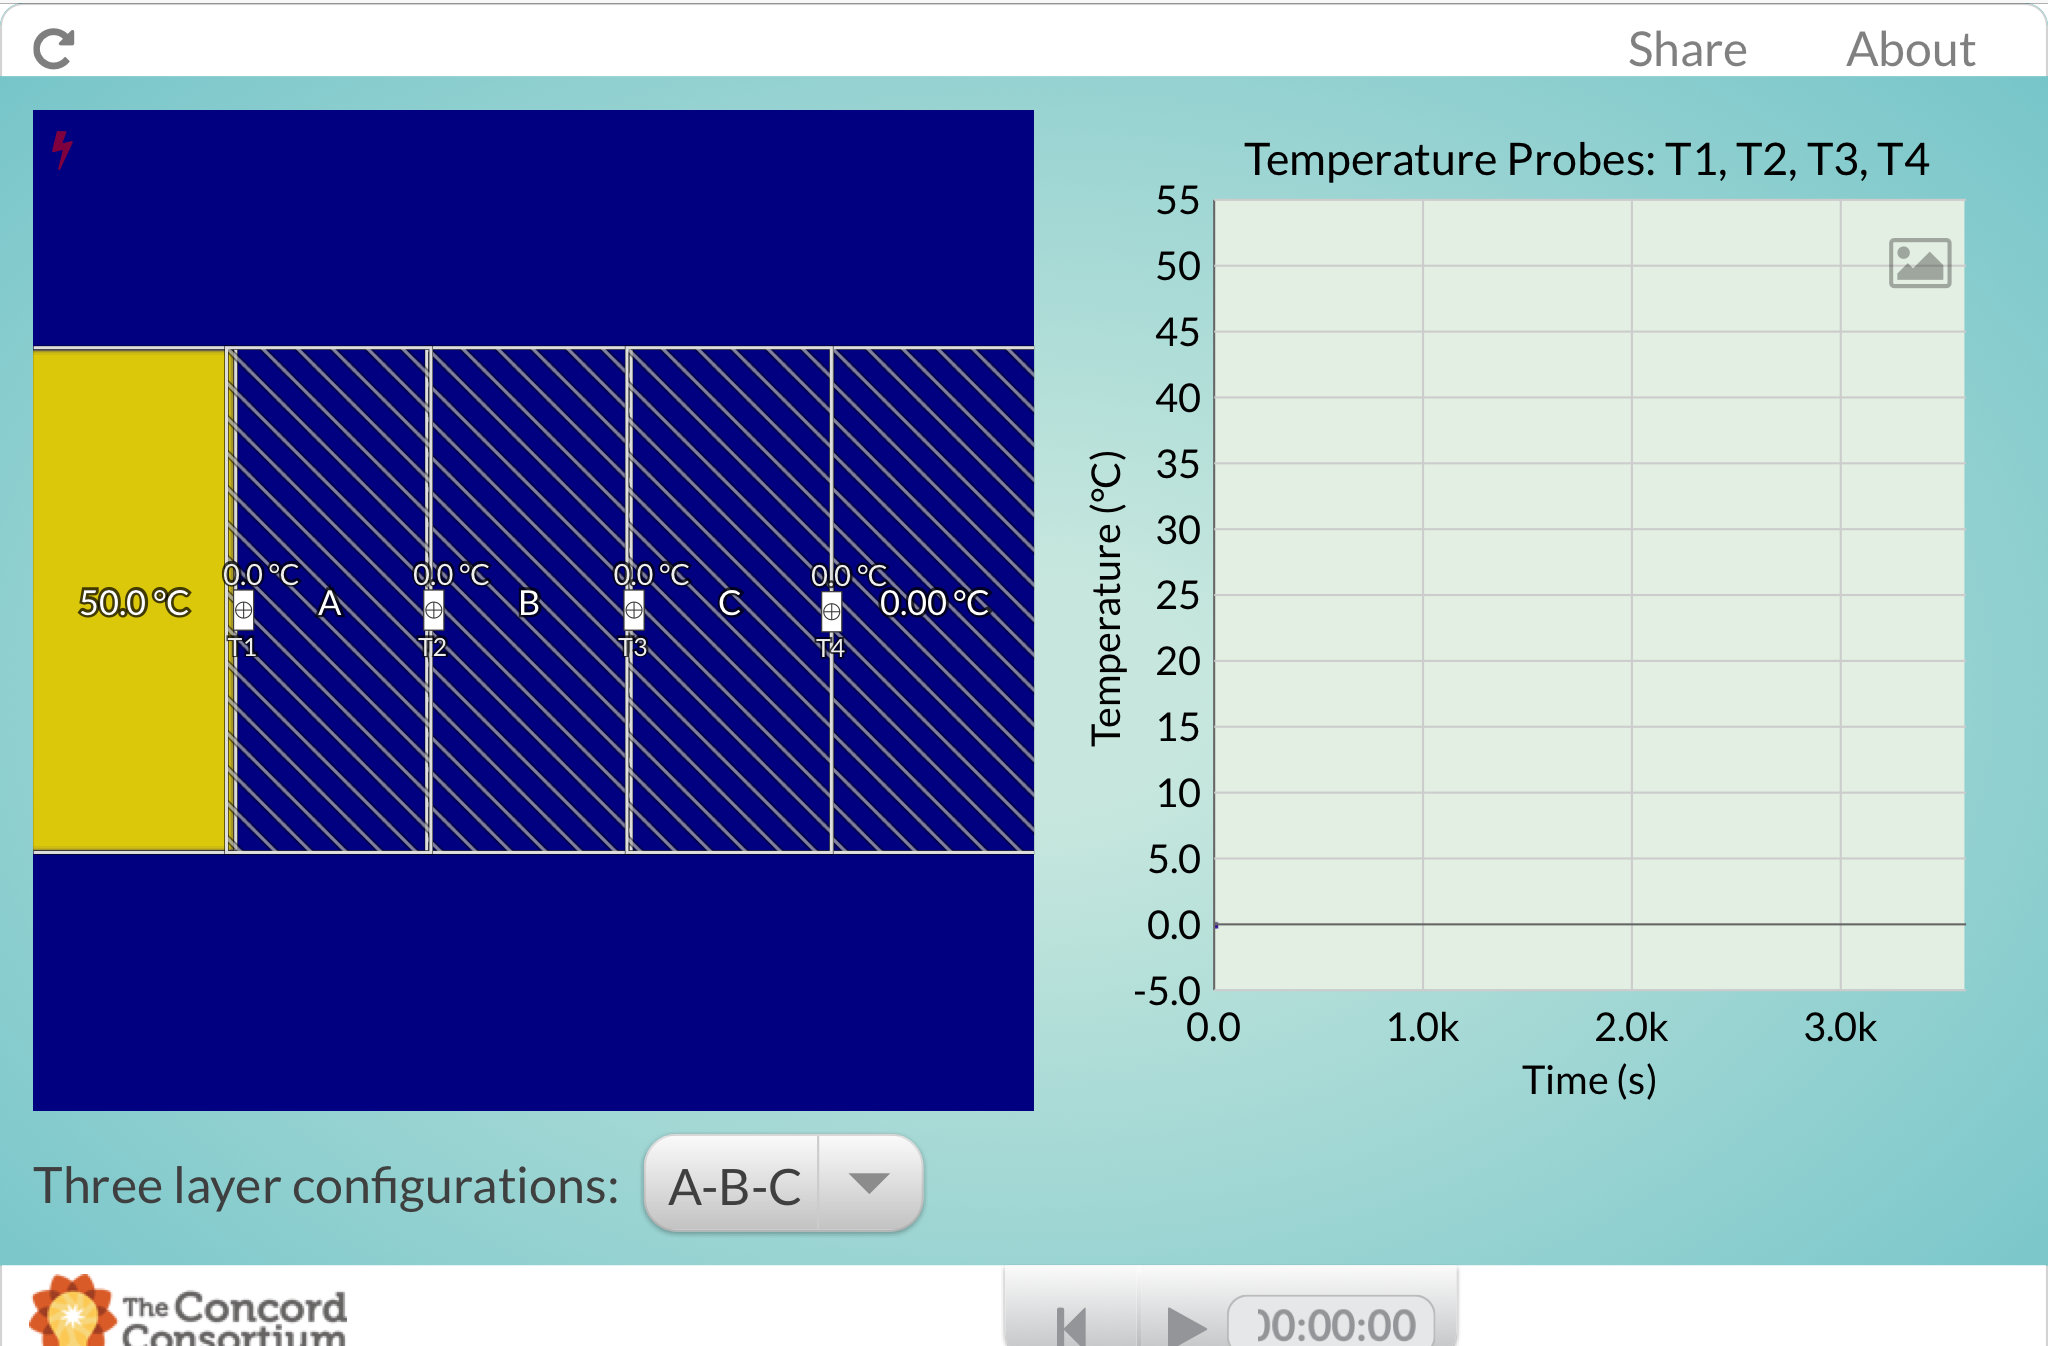 Share About
Temperature Probes: T1, T2, T3, T4
55
50
45
40
35
30
25
20
15
10
5.0
0.0
-5.0
Temperature (°C)
0.0 1.0k 2.0k 3.0k
Time (s)
0.0 °C 0.0 °C 0.0 °C 0.0 °C
50.0 °C A B C 0.00 °C
T1 T2 T3 T4
Three layer configurations: A-B-C
The Concord
Consortium
00:00:00